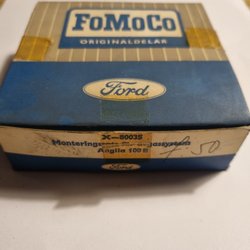 FoMoCo
ORIGINALDELAR
Ford
X-50035
Ford
Monteringssats
Anglia 100 E
50